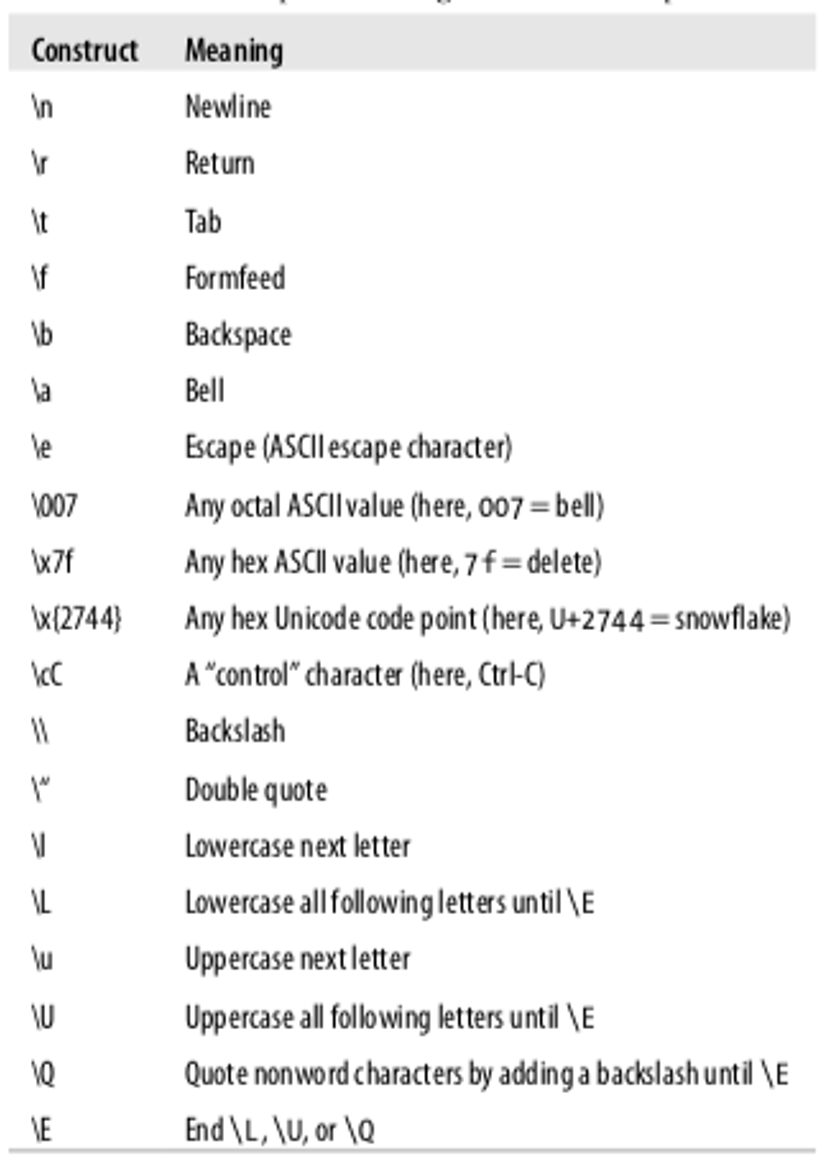 Construct Meaning
\n Newline
\r Return
\t Tab
\f Formfeed
\b Backspace
\a Bell
\e Escape (ASCII escape character)
\007 Any octal ASCII value (here, 007 = bell)
\x7f Any hex ASCII value (here, 7f = delete)
\x{2744} Any hex Unicode code point (here, U+2744 = snowflake)
\cC A “control” character (here, Ctrl-C)
\\ Backslash
\” Double quote
\l Lowercase next letter
\L Lowercase all following letters until \E
\u Uppercase next letter
\U Uppercase all following letters until \E
\Q Quote nonword characters by adding a backslash until \E
\E End \L, \U, or \Q